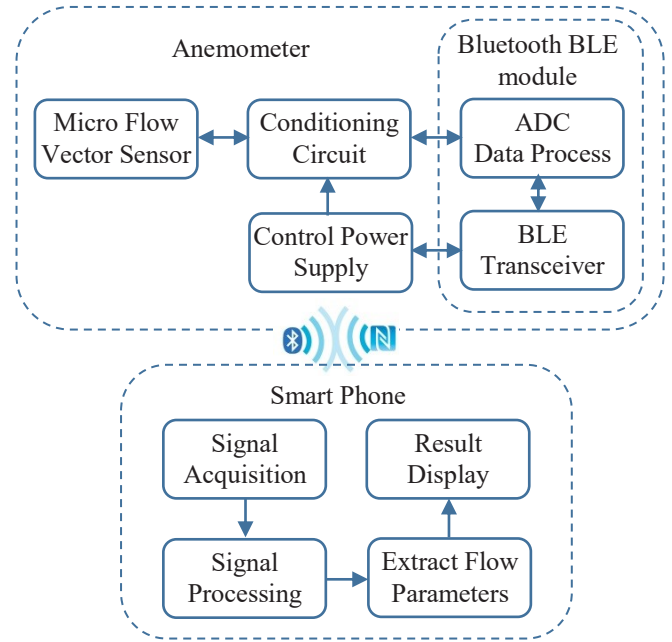 Anemometer
Bluetooth BLE
module
Micro Flow
Vector Sensor
Conditioning
Circuit
ADC
Data Process
Control Power
Supply
BLE
Transceiver
Smart Phone
Signal
Acquisition
Result
Display
Signal
Processing
Extract Flow
Parameters